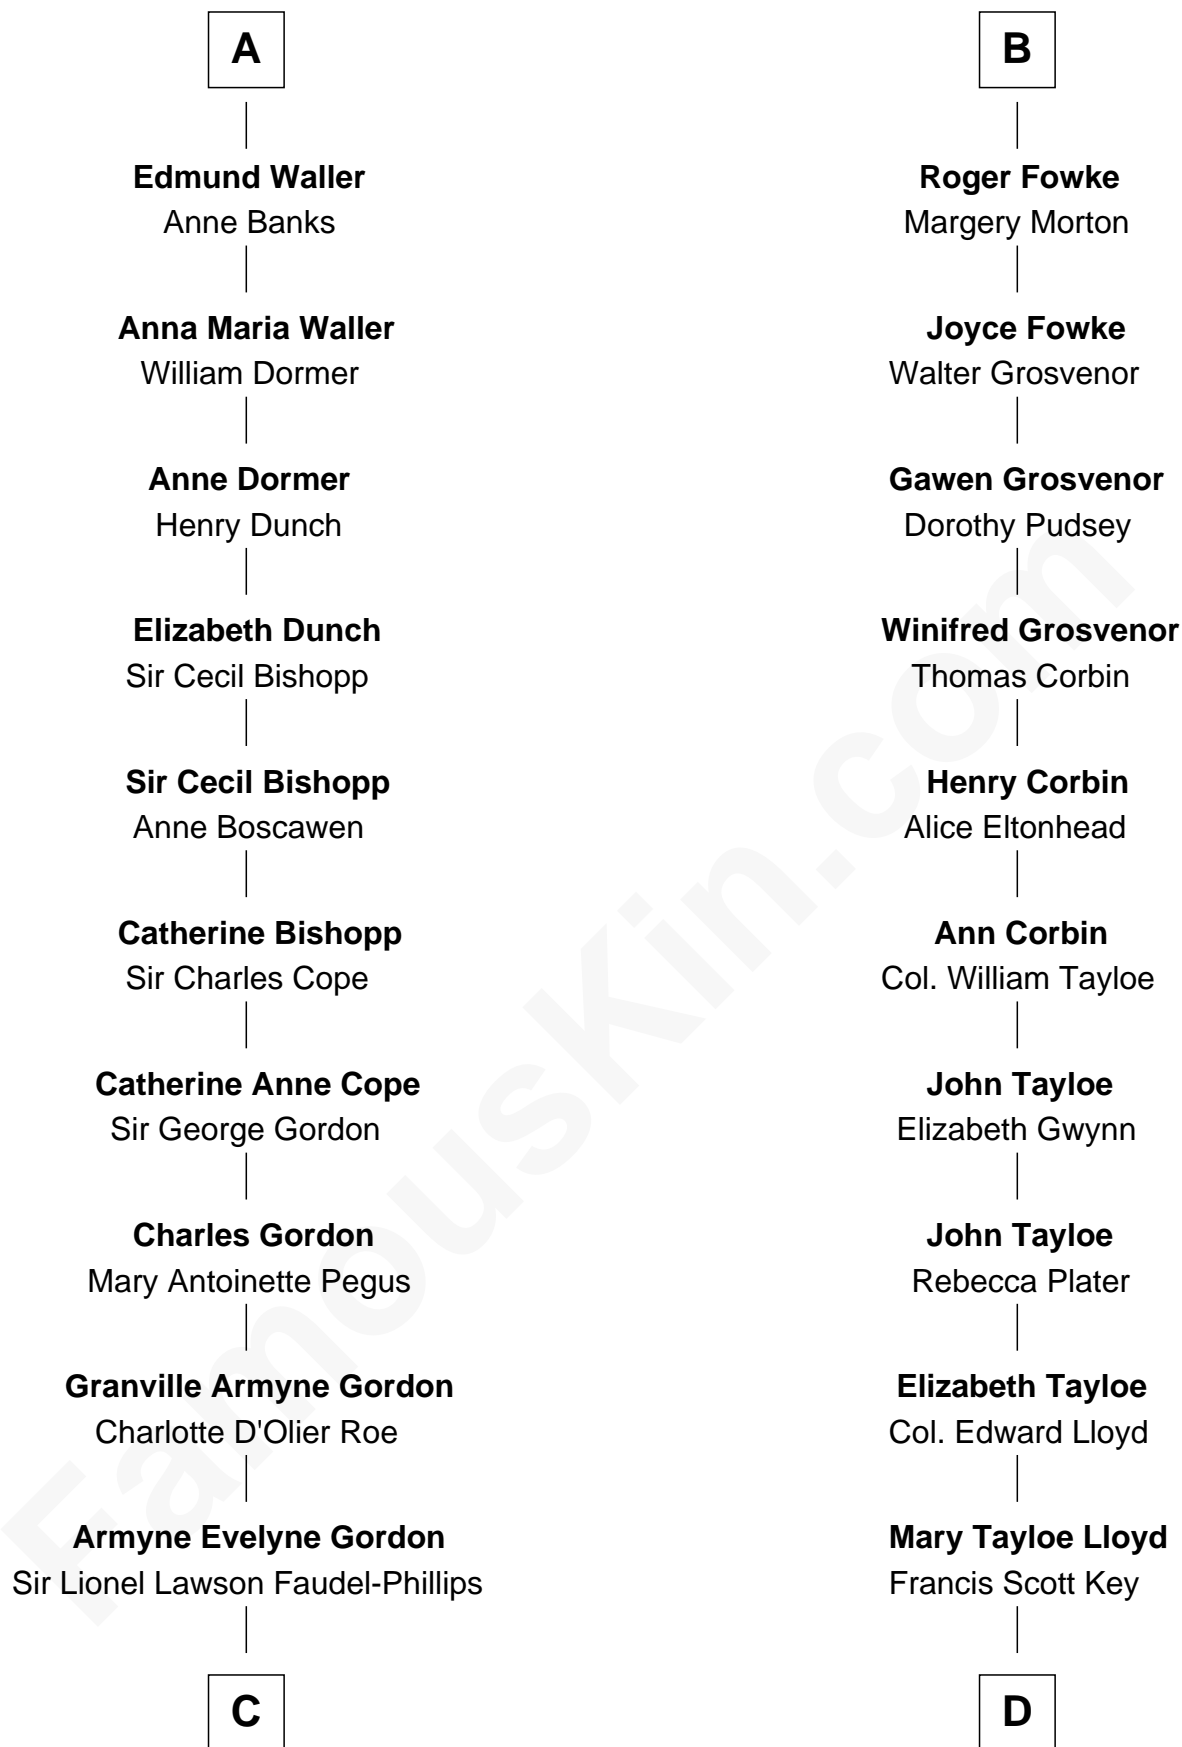 A
Edmund Waller
Anne Banks
Anna Maria Waller
William Dormer
Anne Dormer
Henry Dunch
Elizabeth Dunch
Sir Cecil Bishopp
Sir Cecil Bishopp
Anne Boscawen
Catherine Bishopp
Sir Charles Cope
Catherine Anne Cope
Sir George Gordon
Charles Gordon
Mary Antoinette Pegus
Granville Armyne Gordon
Charlotte D'Olier Roe
Armyne Evelyne Gordon
Sir Lionel Lawson Faudel-Phillips
C
B
Roger Fowke
Margery Morton
Joyce Fowke
Walter Grosvenor
Gawen Grosvenor
Dorothy Pudsey
Winifred Grosvenor
Thomas Corbin
Henry Corbin
Alice Eltonhead
Ann Corbin
Col. William Tayloe
John Tayloe
Elizabeth Gwynn
John Tayloe
Rebecca Plater
Elizabeth Tayloe
Col. Edward Lloyd
Mary Tayloe Lloyd
Francis Scott Key
D
FamousKin.com